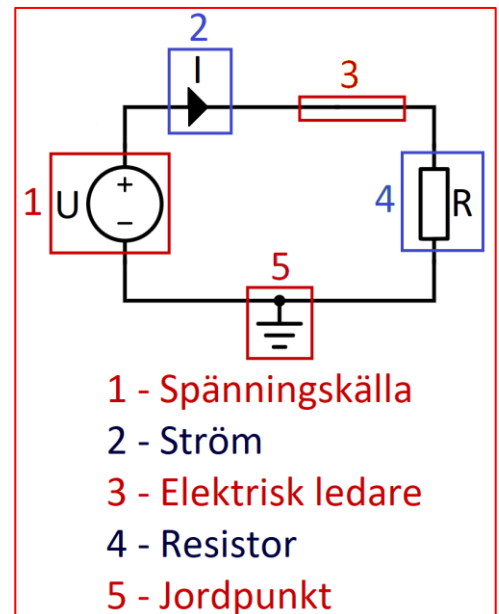 2
I
3
1 U + −
4 R
5
1 - Spänningskälla
2 - Ström
3 - Elektrisk ledare
4 - Resistor
5 - Jordpunkt